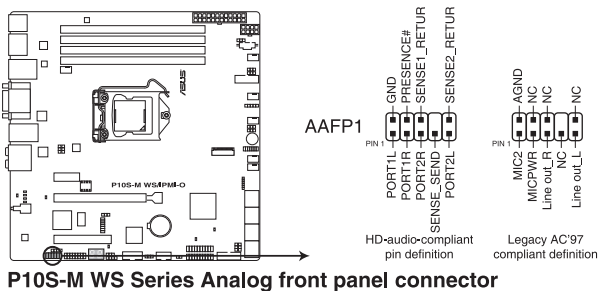 ASUS
P10S-M WS/IPMI-O
AAFP1
GND
PRESENCE#
SENSE1_RETUR
SENSE2_RETUR
PIN 1
PORT1L
PORT1R
PORT2R
SENSE_SEND
PORT2L
HD-audio-compliant
pin definition
AGND
NC
NC
NC
PIN 1
MIC2
MICPWR
Line out_R
NC
Line out_L
Legacy AC'97
compliant definition
P10S-M WS Series Analog front panel connector